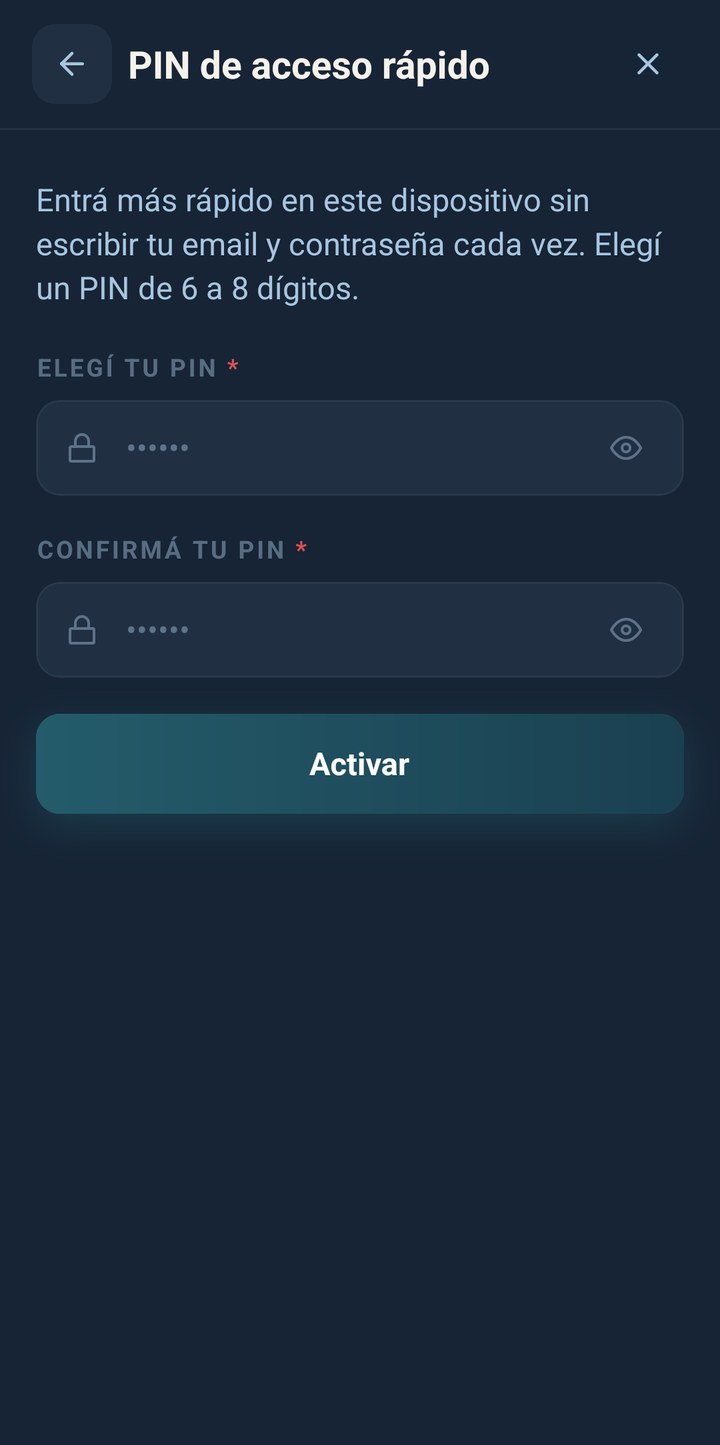 PIN de acceso rápido
Entrá más rápido en este dispositivo sin
escribir tu email y contraseña cada vez. Elegí
un PIN de 6 a 8 dígitos.
ELEGÍ TU PIN *
••••••
CONFIRMÁ TU PIN *
••••••
Activar